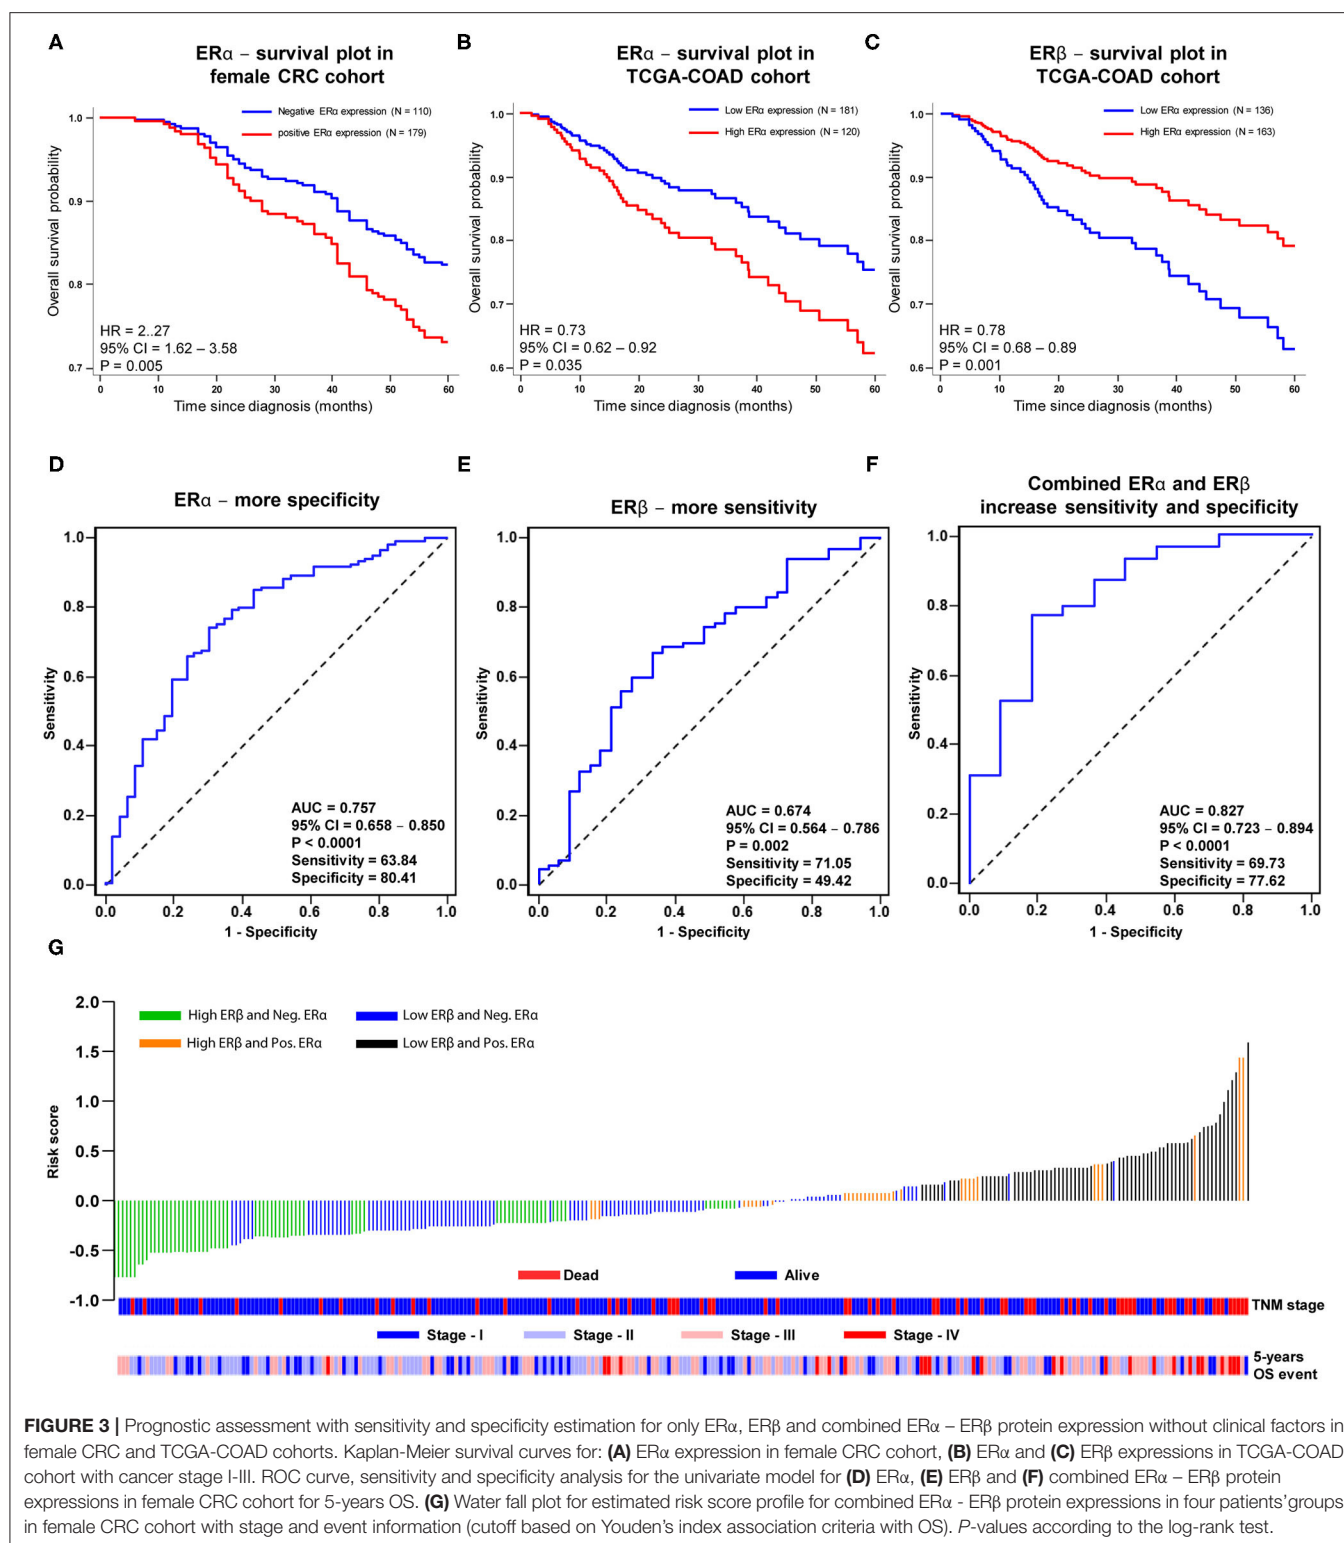 A
ERα – survival plot in
female CRC cohort
Negative ERα expression (N = 110)
positive ERα expression (N = 179)
Overall survival probability
1.0
0.9
0.8
0.7
HR = 2..27
95% CI = 1.62 – 3.58
P = 0.005
0 10 20 30 40 50 60
Time since diagnosis (months)
B
ERα – survival plot in
TCGA-COAD cohort
Low ERα expression (N = 181)
High ERα expression (N = 120)
Overall survival probability
1.0
0.9
0.8
0.7
0.6
HR = 0.73
95% CI = 0.62 – 0.92
P = 0.035
0 10 20 30 40 50 60
Time since diagnosis (months)
C
ERβ – survival plot in
TCGA-COAD cohort
Low ERα expression (N = 136)
High ERα expression (N = 163)
Overall survival probability
1.0
0.9
0.8
0.7
0.6
HR = 0.78
95% CI = 0.68 – 0.89
P = 0.001
0 10 20 30 40 50 60
Time since diagnosis (months)
D
ERα – more specificity
Sensitivity
1.0
0.8
0.6
0.4
0.2
0.0
AUC = 0.757
95% CI = 0.658 – 0.850
P < 0.0001
Sensitivity = 63.84
Specificity = 80.41
0.0 0.2 0.4 0.6 0.8 1.0
1 - Specificity
E
ERβ – more sensitivity
Sensitivity
1.0
0.8
0.6
0.4
0.2
0.0
AUC = 0.674
95% CI = 0.564 – 0.786
P = 0.002
Sensitivity = 71.05
Specificity = 49.42
0.0 0.2 0.4 0.6 0.8 1.0
1 - Specificity
F
Combined ERα and ERβ
increase sensitivity and specificity
Sensitivity
1.0
0.8
0.6
0.4
0.2
0.0
AUC = 0.827
95% CI = 0.723 – 0.894
P < 0.0001
Sensitivity = 69.73
Specificity = 77.62
0.0 0.2 0.4 0.6 0.8 1.0
1 - Specificity
G
Risk score
2.0
1.5
1.0
0.5
0.0
-0.5
-1.0
High ERβ and Neg. ERα
Low ERβ and Neg. ERα
High ERβ and Pos. ERα
Low ERβ and Pos. ERα
Dead
Alive
TNM stage
Stage - I
Stage - II
Stage - III
Stage - IV
5-years
OS event
FIGURE 3 | Prognostic assessment with sensitivity and specificity estimation for only ERα, ERβ and combined ERα – ERβ protein expression without clinical factors in
female CRC and TCGA-COAD cohorts. Kaplan-Meier survival curves for: (A) ERα expression in female CRC cohort, (B) ERα and (C) ERβ expressions in TCGA-COAD
cohort with cancer stage I-III. ROC curve, sensitivity and specificity analysis for the univariate model for (D) ERα, (E) ERβ and (F) combined ERα – ERβ protein
expressions in female CRC cohort for 5-years OS. (G) Water fall plot for estimated risk score profile for combined ERα - ERβ protein expressions in four patients'groups
in female CRC cohort with stage and event information (cutoff based on Youden's index association criteria with OS). P-values according to the log-rank test.